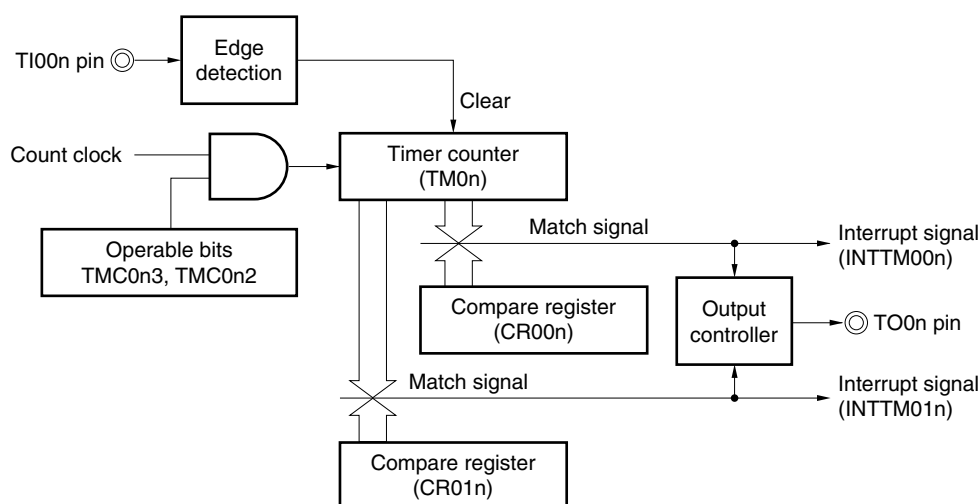 Edge
detection
TI00n pin
Clear
Count clock
Timer counter
(TM0n)
Operable bits
TMC0n3, TMC0n2
Match signal
Interrupt signal
(INTTM00n)
Compare register
(CR00n)
Output
controller
TO0n pin
Match signal
Interrupt signal
(INTTM01n)
Compare register
(CR01n)